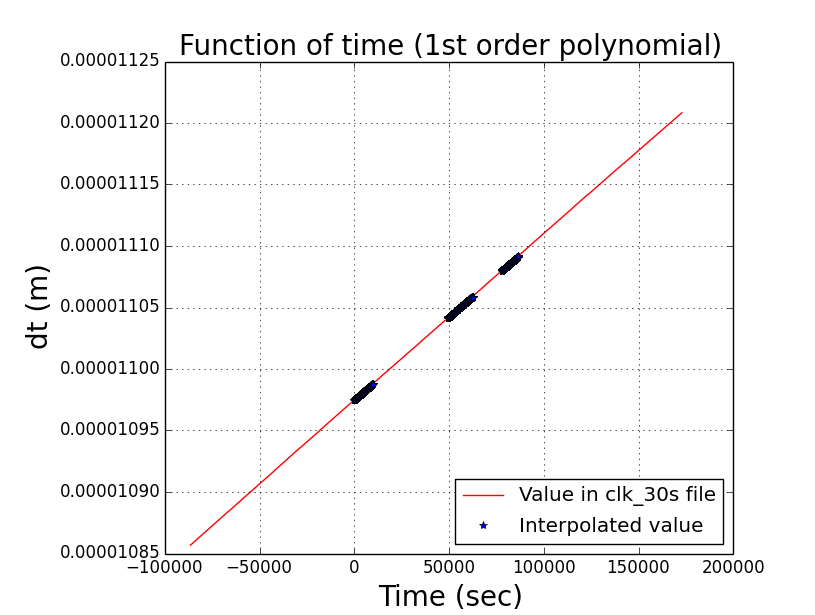 Function of time (1st order polynomial)
0.00001125
0.00001120
0.00001115
0.00001110
0.00001105
0.00001100
0.00001095
0.00001090
0.00001085
dt (m)
Value in clk_30s file
Interpolated value
−100000 −50000 0 50000 100000 150000 200000
Time (sec)